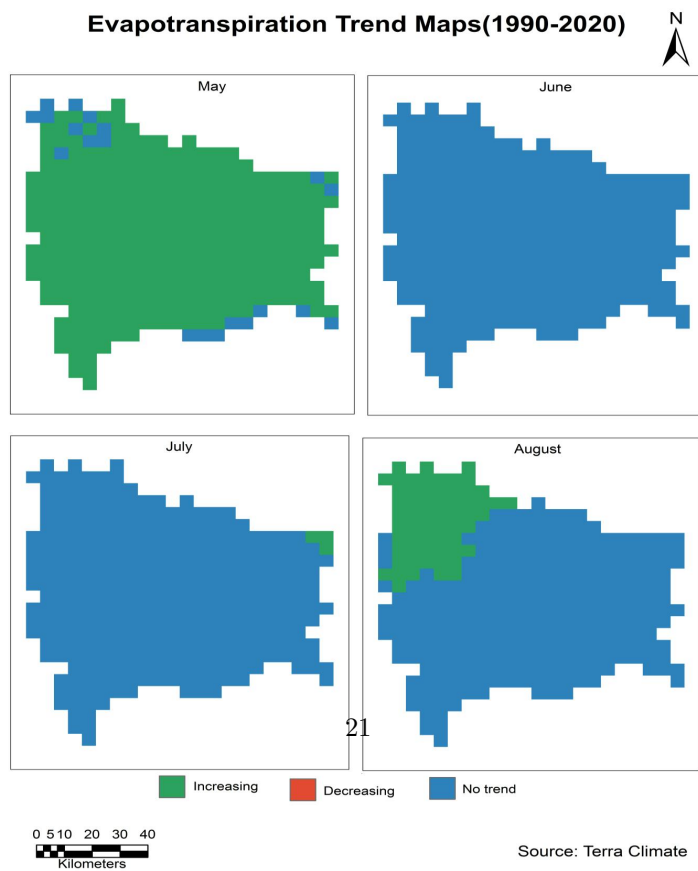 Evapotranspiration Trend Maps(1990-2020)
N
May
June
July
August
21
Increasing
Decreasing
No trend
0 5 10 20 30 40
Kilometers
Source: Terra Climate